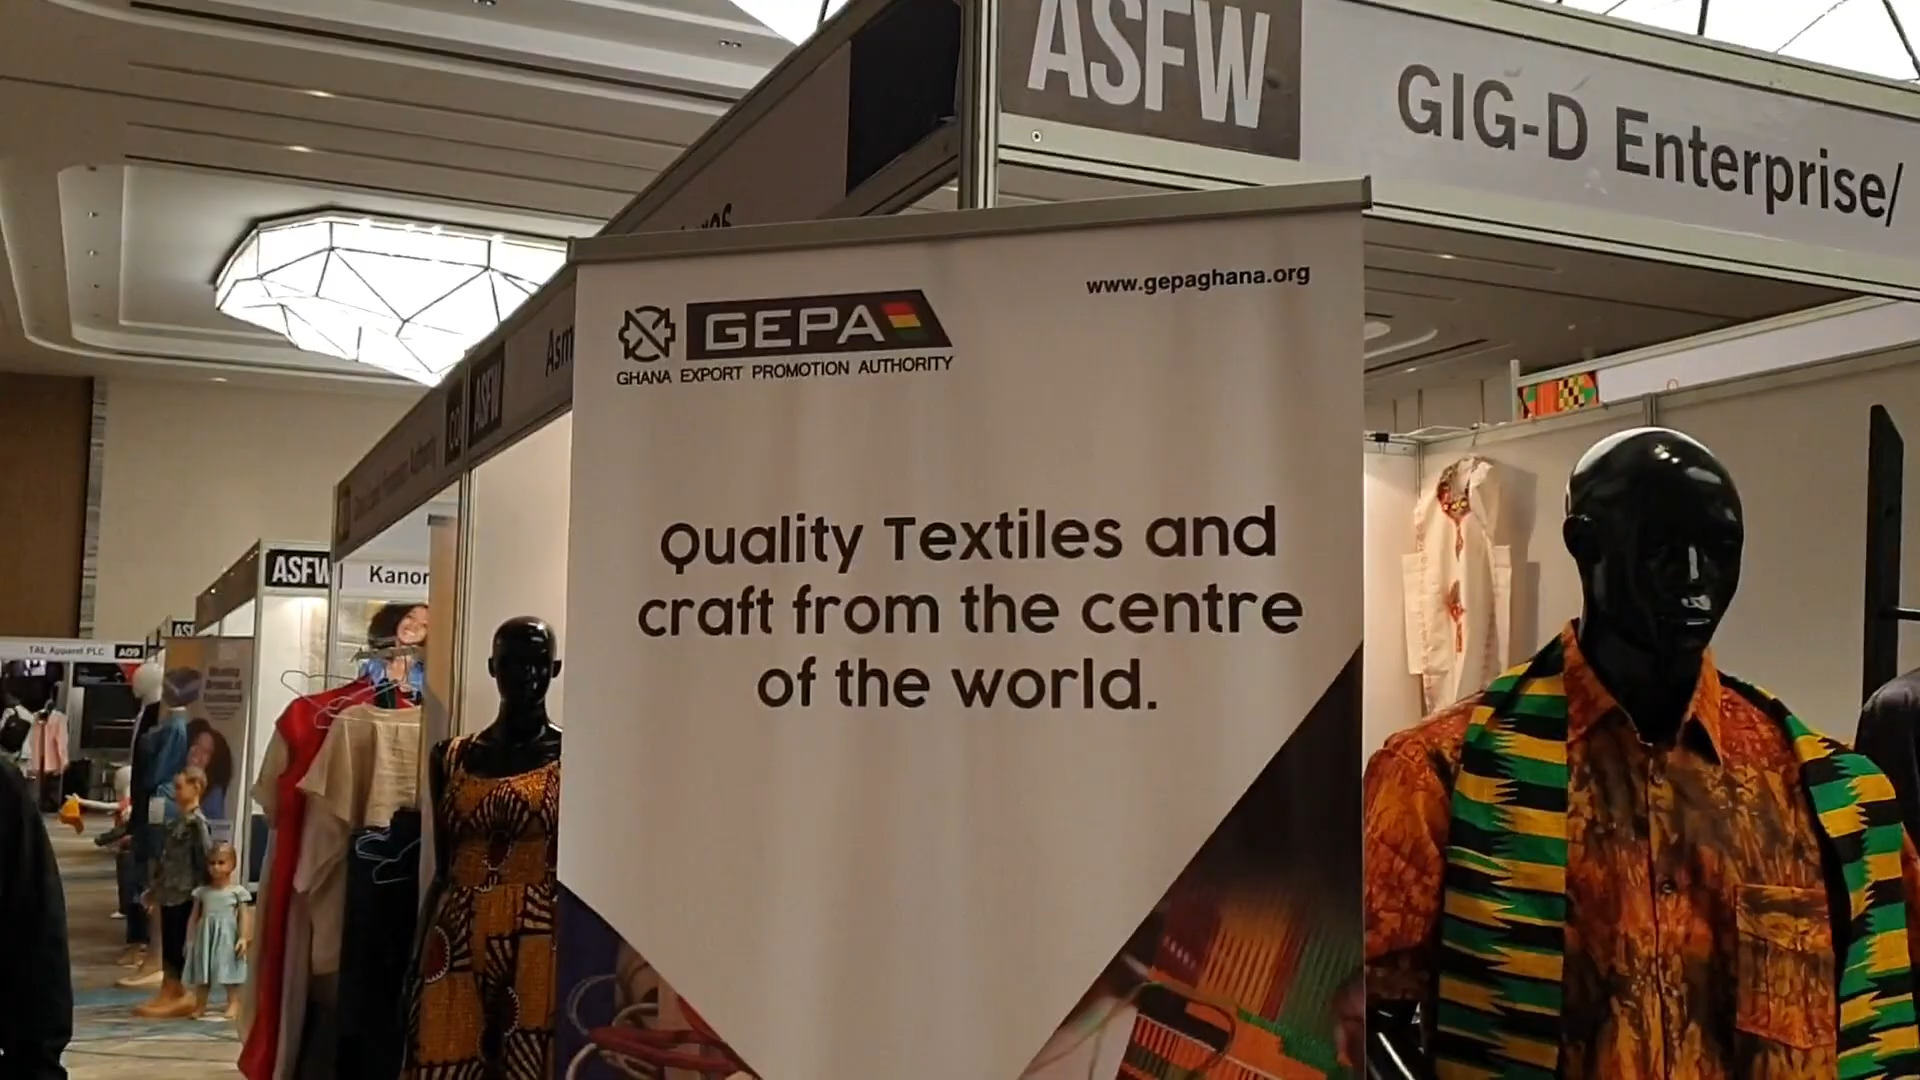 ASFW
GIG-D Enterprise/
www.gepaghana.org
GEPA
GHANA EXPORT PROMOTION AUTHORITY
Quality Textiles and
craft from the centre
of the world.
ASFW
Asm
ASFW
Kanor
TAL Apparel PLC A09